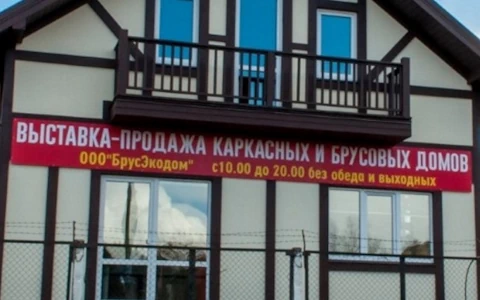 ВЫСТАВКА-ПРОДАЖА КАРКАСНЫХ И БРУСОВЫХ ДОМОВ
ООО"БрусЭкодом" с10.00 до 20.00 без обеда и выходных